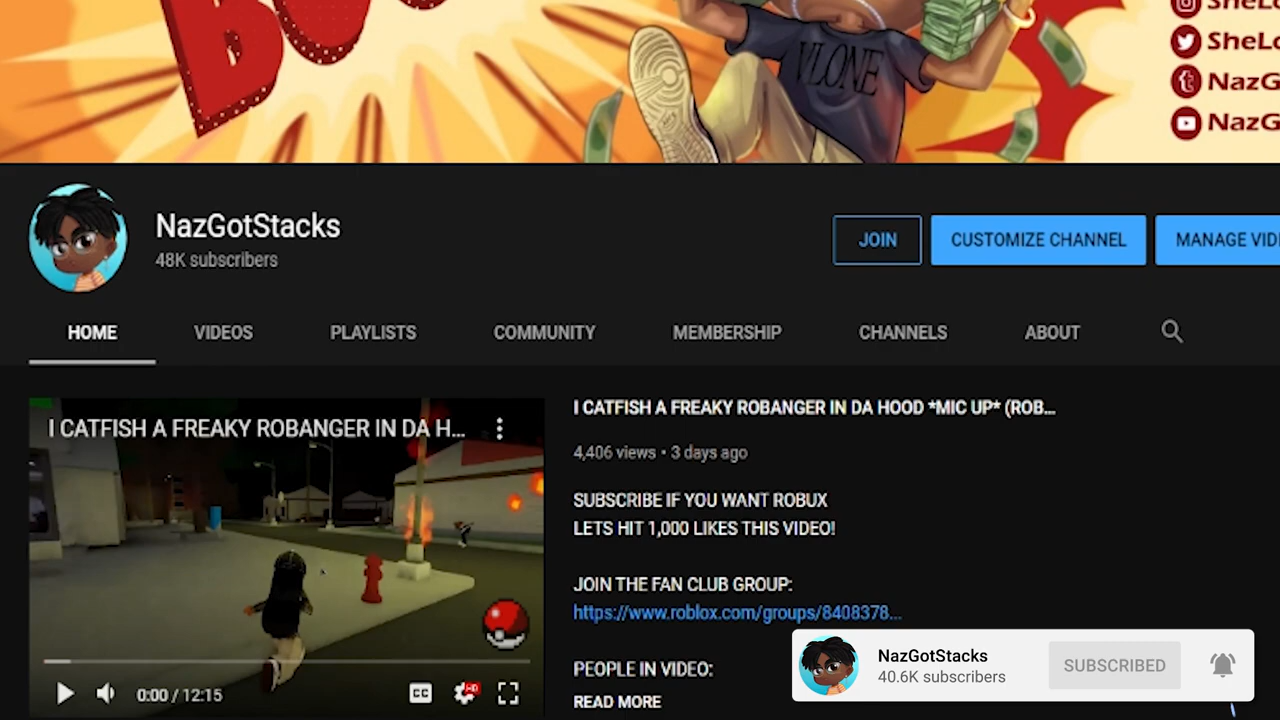 VLONE
NazGotStacks
48K subscribers
JOIN
CUSTOMIZE CHANNEL
HOME
VIDEOS
PLAYLISTS
COMMUNITY
MEMBERSHIP
CHANNELS
ABOUT
I CATFISH A FREAKY ROBANGER IN DA H...
0:00 / 12:15
CC
HD
I CATFISH A FREAKY ROBANGER IN DA HOOD *MIC UP* (ROB...
4,406 views • 3 days ago
SUBSCRIBE IF YOU WANT ROBUX
LETS HIT 1,000 LIKES THIS VIDEO!
JOIN THE FAN CLUB GROUP:
https://www.roblox.com/groups/8408378...
PEOPLE IN VIDEO:
READ MORE
NazGotStacks
40.6K subscribers
SUBSCRIBED